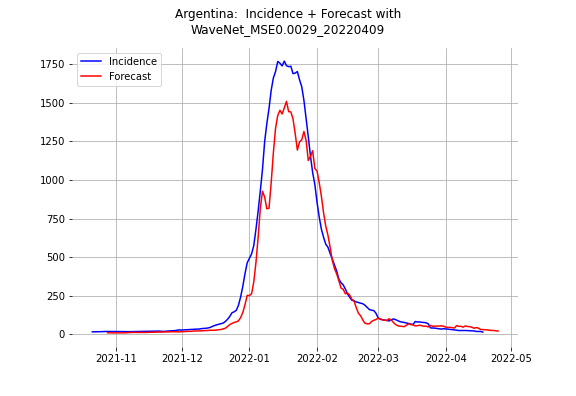 Argentina:  Incidence + Forecast with
WaveNet_MSE0.0029_20220409
Incidence
Forecast
1750
1500
1250
1000
750
500
250
0
2021-11 2021-12 2022-01 2022-02 2022-03 2022-04 2022-05